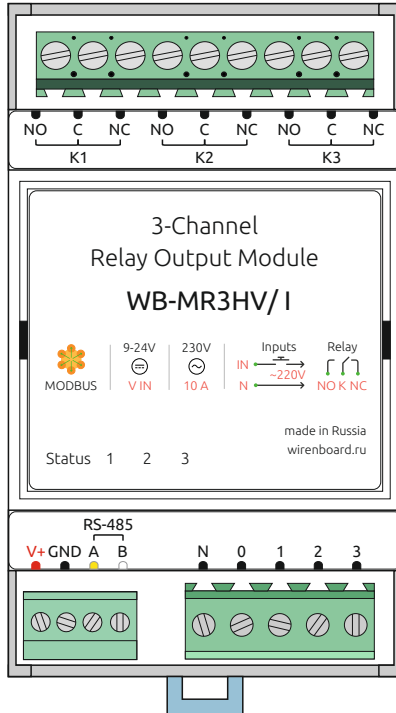 NO C NC NO C NC NO C NC
K1 K2 K3
3-Channel
Relay Output Module
WB-MR3HV/ I
9-24V 230V Inputs Relay
IN ~220V
MODBUS V IN 10 A N NO K NC
made in Russia
wirenboard.ru
Status 1 2 3
RS-485
V+ GND A B N 0 1 2 3